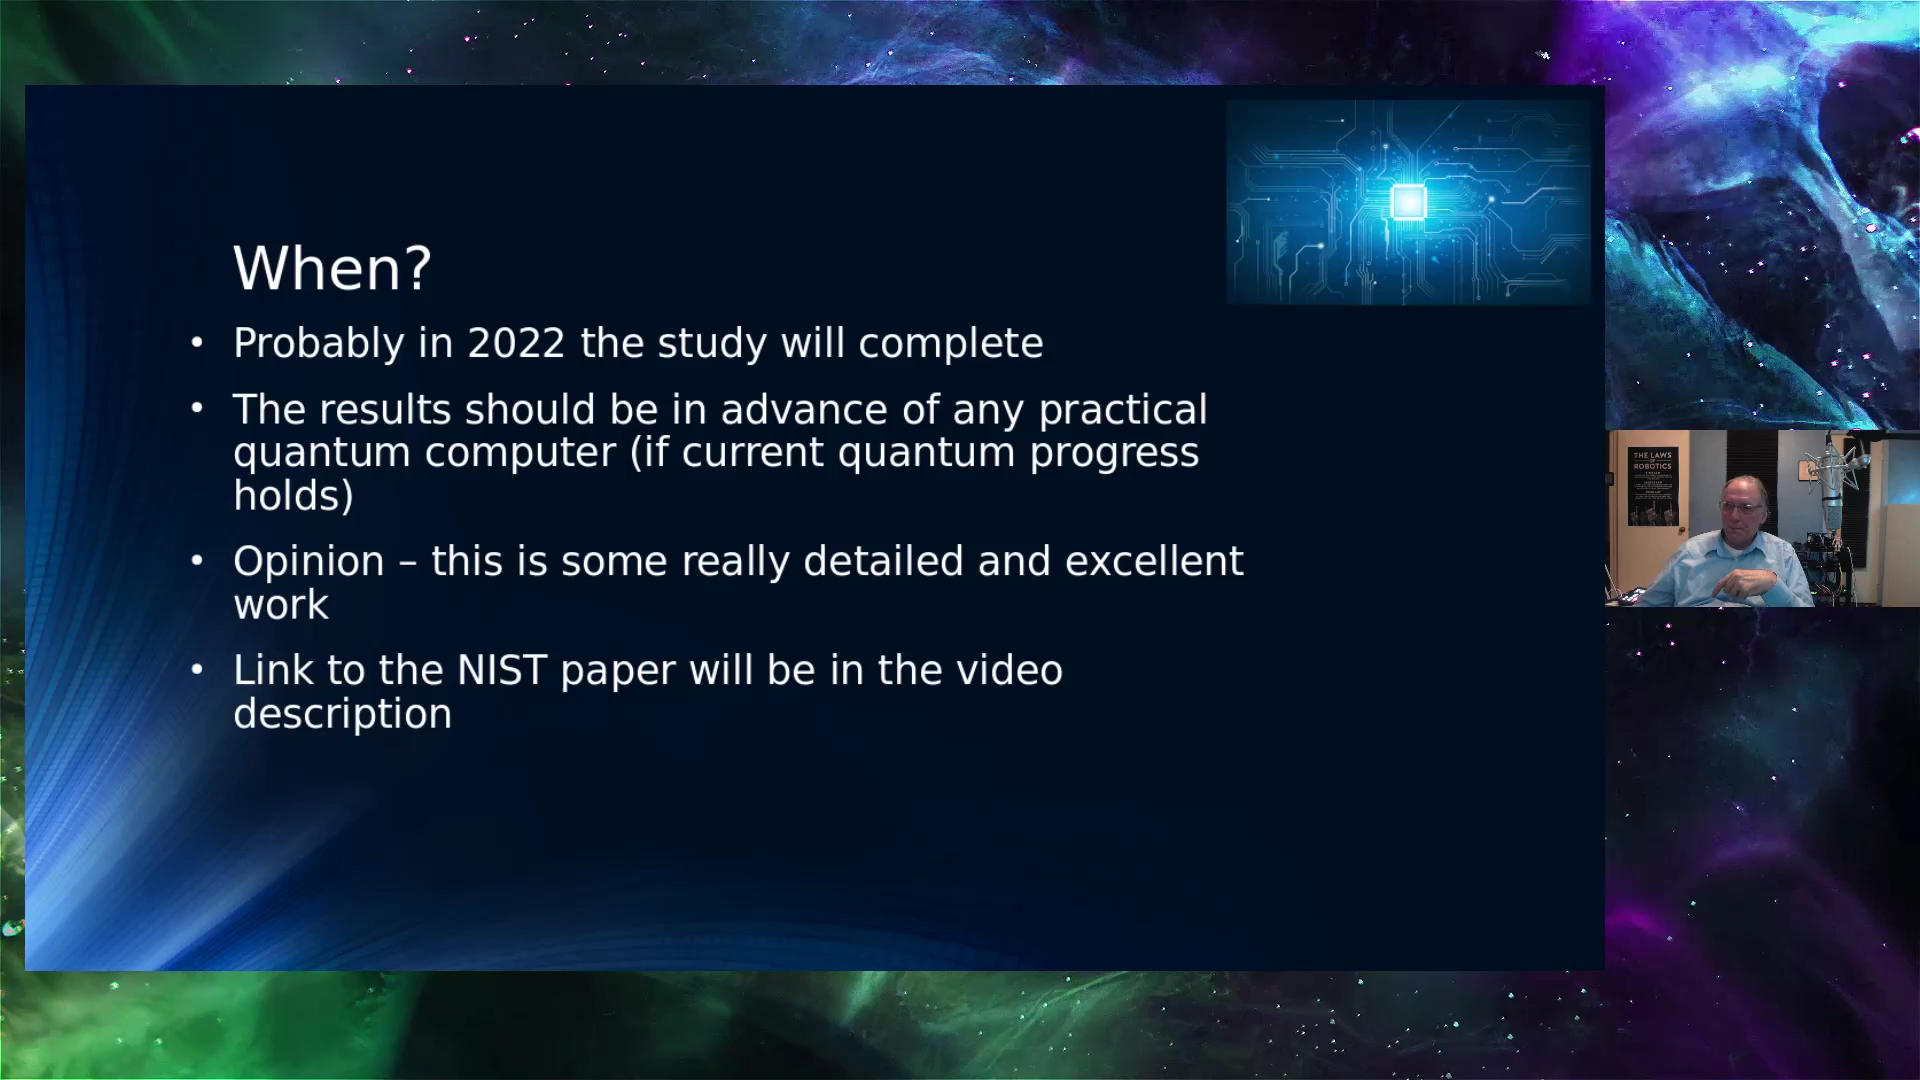 When?
• Probably in 2022 the study will complete
• The results should be in advance of any practical
quantum computer (if current quantum progress
holds)
• Opinion – this is some really detailed and excellent
work
• Link to the NIST paper will be in the video
description
THE LAWS
OF
ROBOTICS